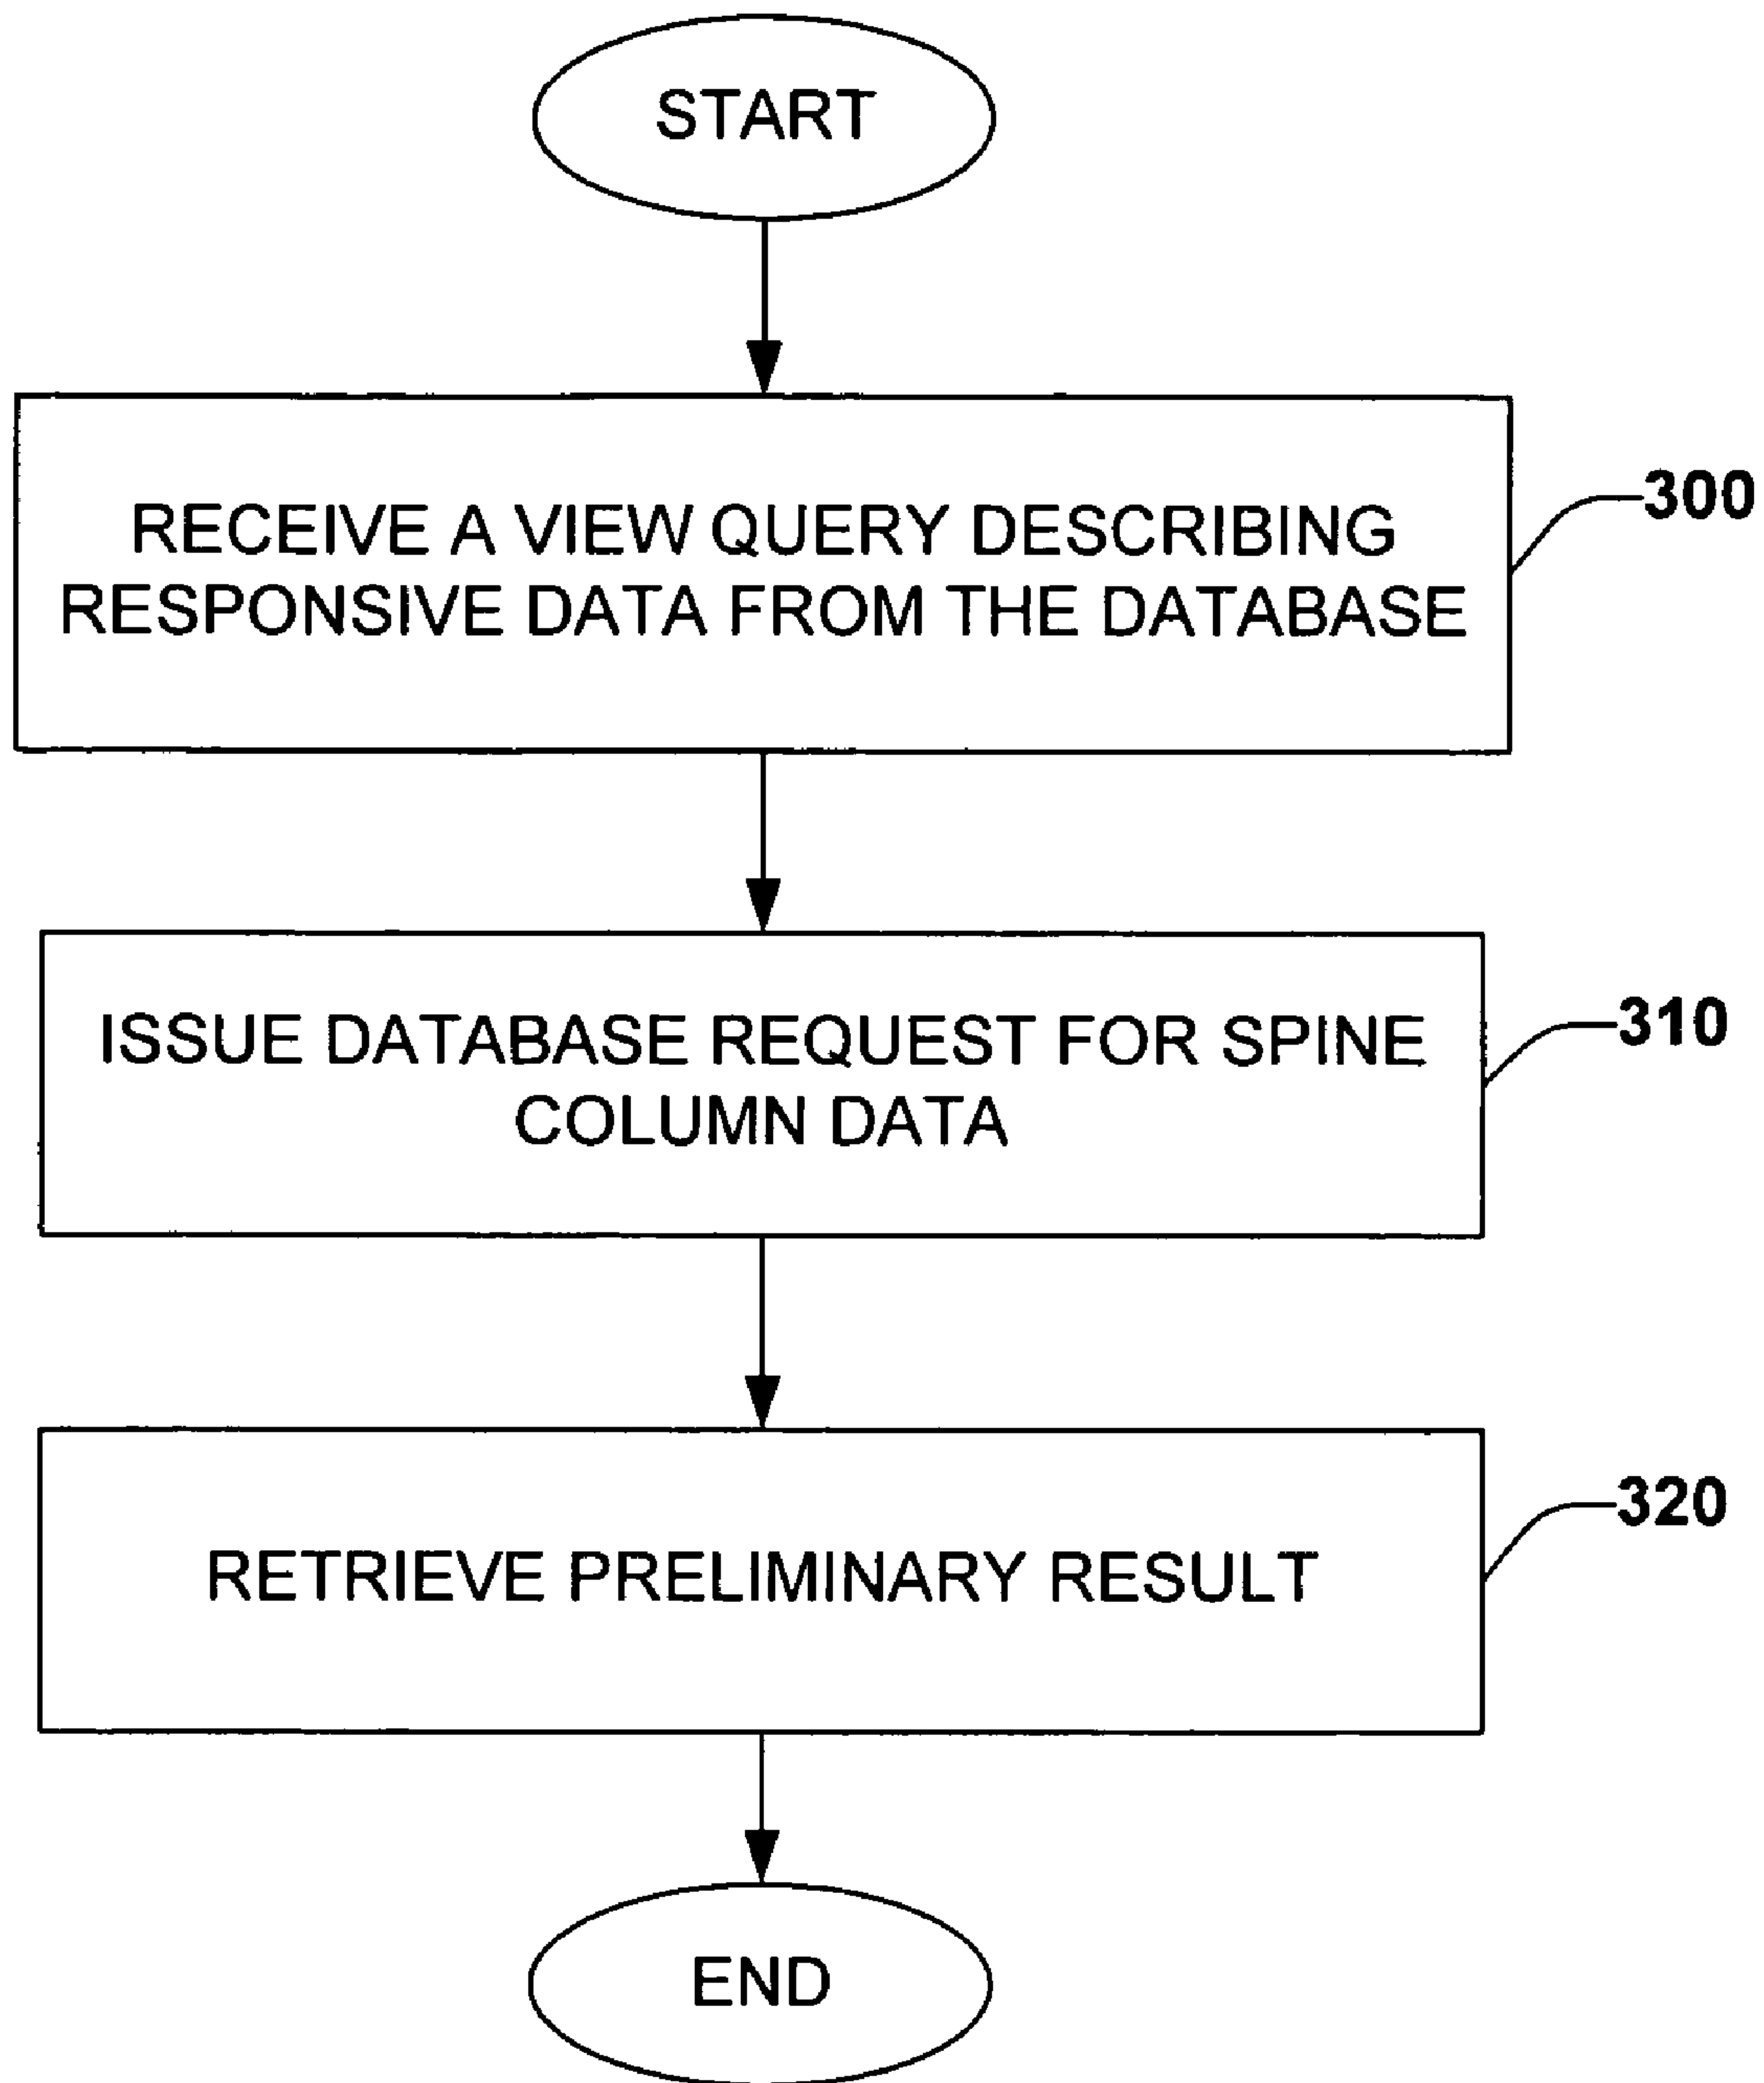 START
RECEIVE A VIEW QUERY DESCRIBING
RESPONSIVE DATA FROM THE DATABASE
300
ISSUE DATABASE REQUEST FOR SPINE
COLUMN DATA
310
RETRIEVE PRELIMINARY RESULT
320
END